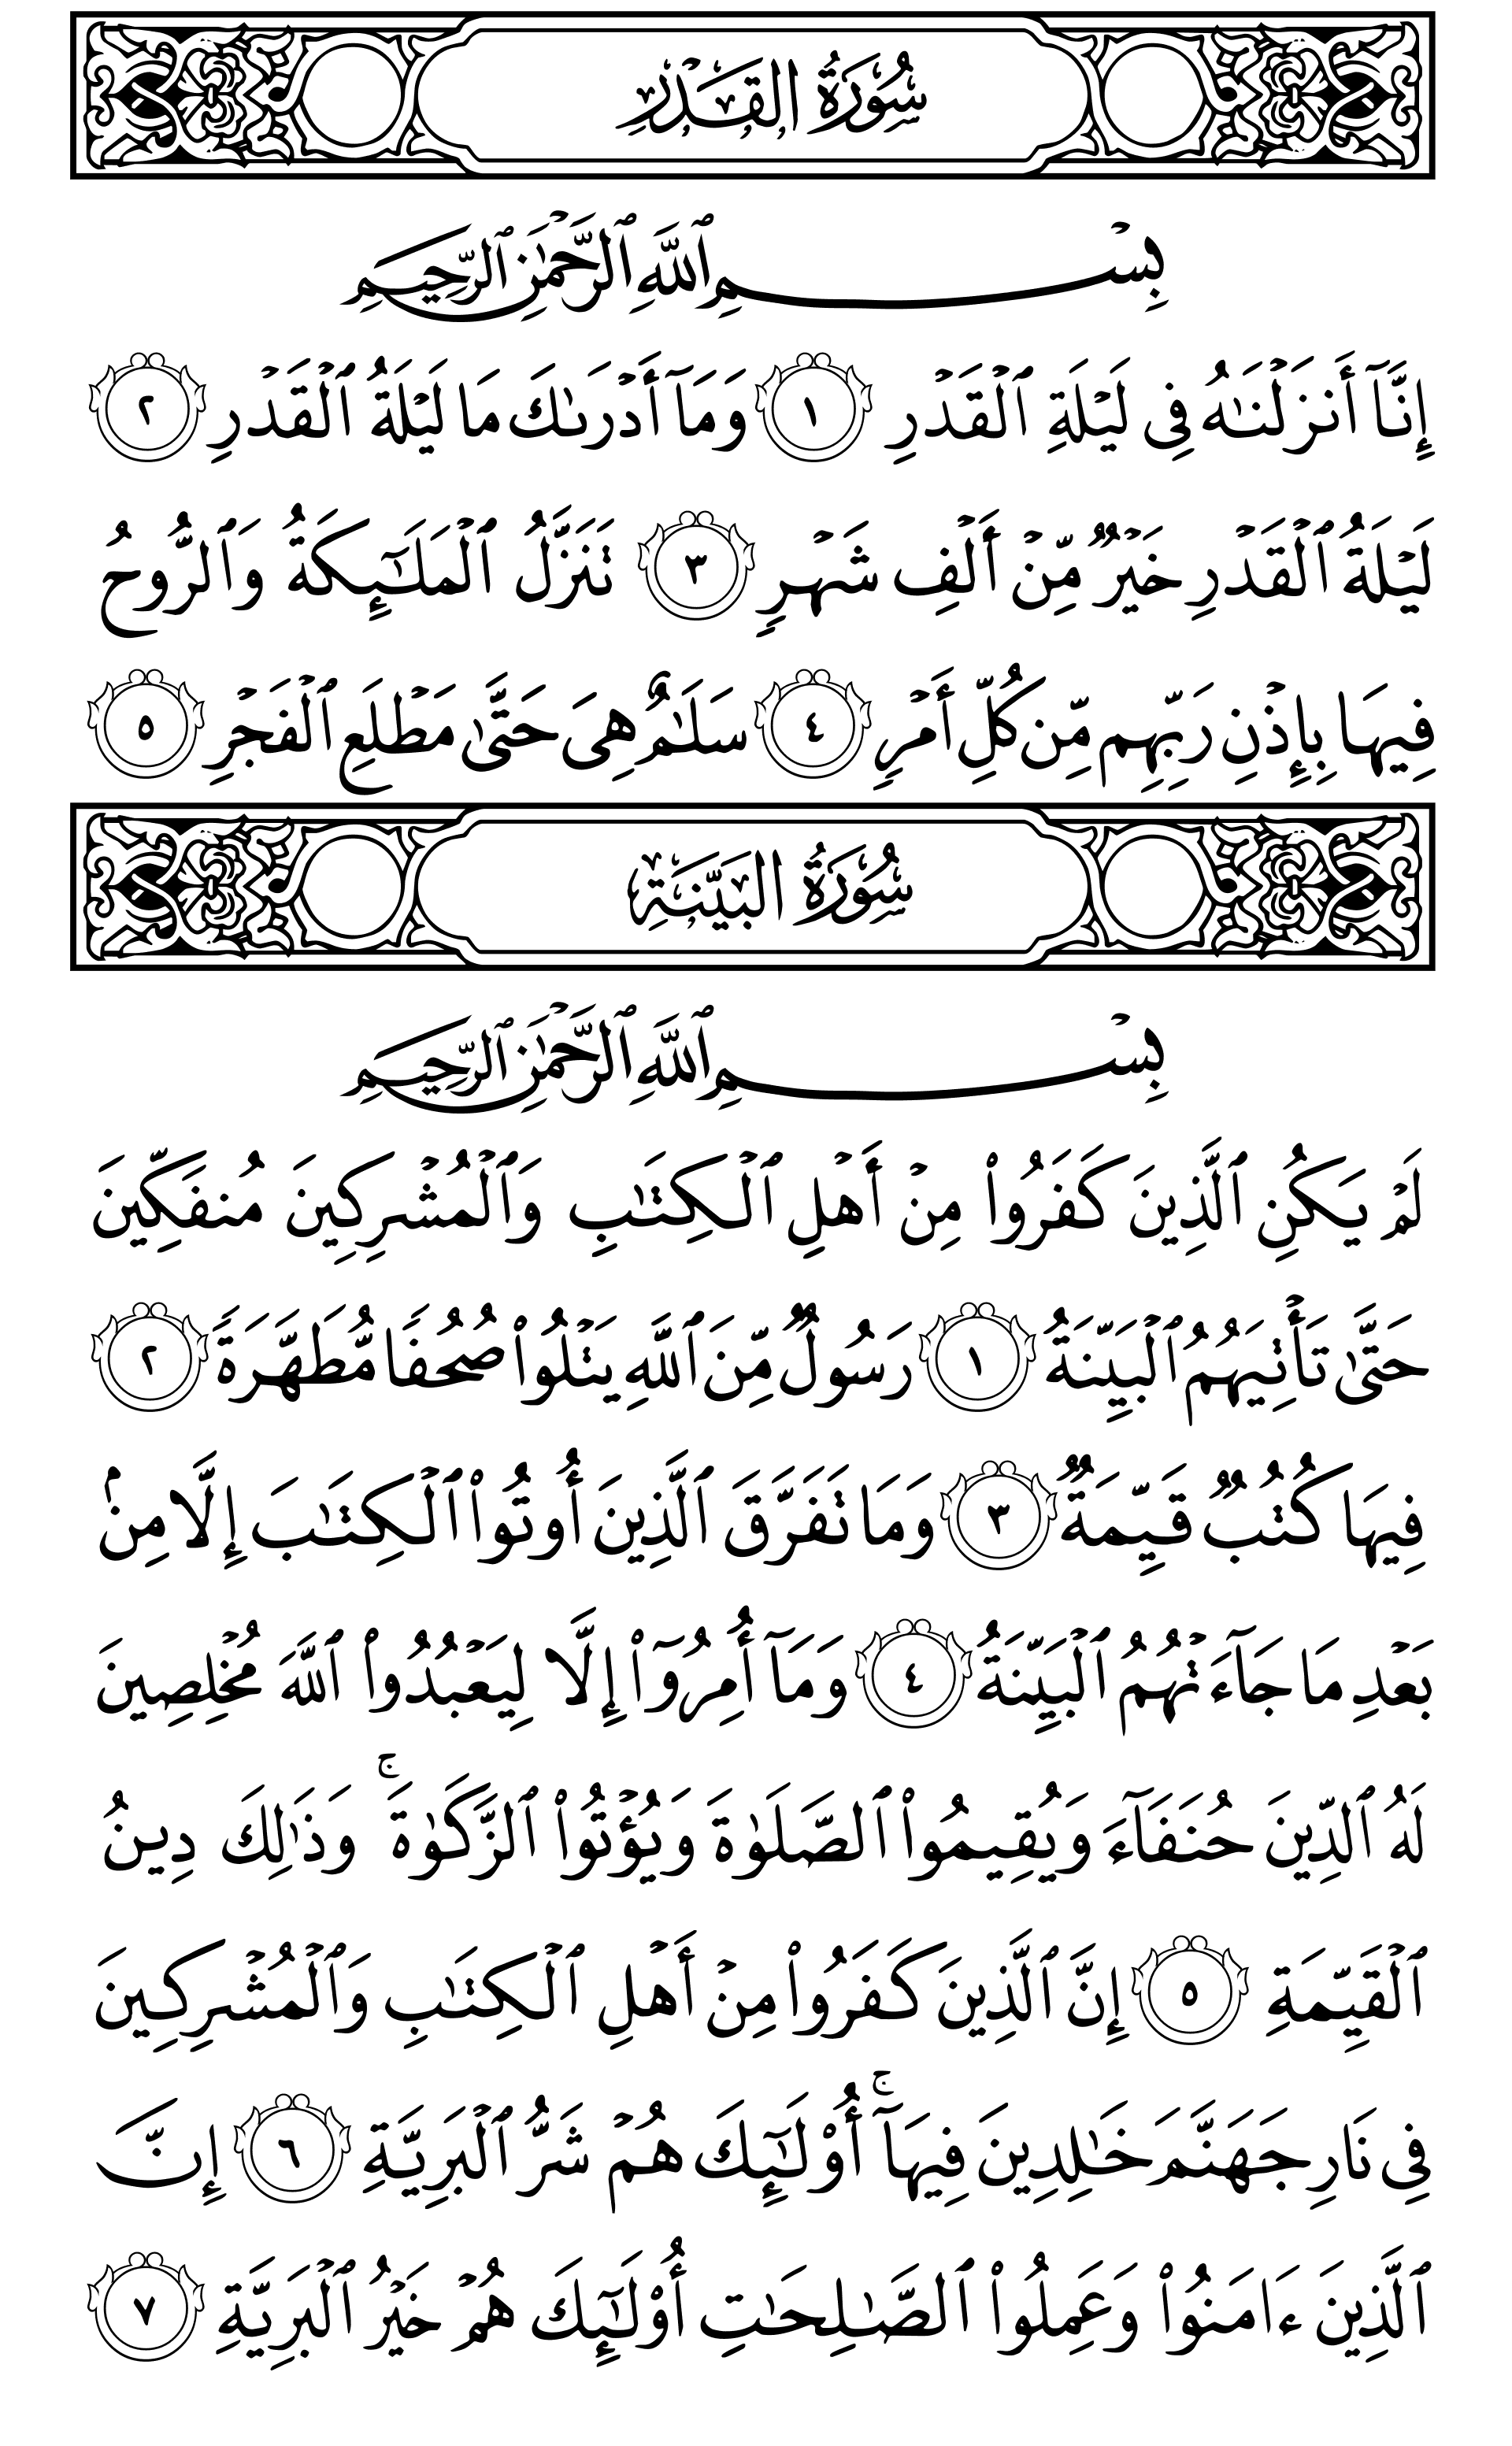 سُورَةُ القَدۡرِ
بِسۡمِ ٱللَّهِ ٱلرَّحۡمَٰنِ ٱلرَّحِيمِ
إِنَّآ أَنزَلۡنَٰهُ فِي لَيۡلَةِ ٱلۡقَدۡرِ ١ وَمَآ أَدۡرَىٰكَ مَا لَيۡلَةُ ٱلۡقَدۡرِ ٢
لَيۡلَةُ ٱلۡقَدۡرِ خَيۡرٞ مِّنۡ أَلۡفِ شَهۡرٖ ٣ تَنَزَّلُ ٱلۡمَلَٰٓئِكَةُ وَٱلرُّوحُ
فِيهَا بِإِذۡنِ رَبِّهِم مِّن كُلِّ أَمۡرٖ ٤ سَلَٰمٌ هِيَ حَتَّىٰ مَطۡلَعِ ٱلۡفَجۡرِ ٥
سُورَةُ البَيِّنَةِ
بِسۡمِ ٱللَّهِ ٱلرَّحۡمَٰنِ ٱلرَّحِيمِ
لَمۡ يَكُنِ ٱلَّذِينَ كَفَرُواْ مِنۡ أَهۡلِ ٱلۡكِتَٰبِ وَٱلۡمُشۡرِكِينَ مُنفَكِّينَ
حَتَّىٰ تَأۡتِيَهُمُ ٱلۡبَيِّنَةُ ١ رَسُولٞ مِّنَ ٱللَّهِ يَتۡلُواْ صُحُفٗا مُّطَهَّرَةٗ ٢
فِيهَا كُتُبٞ قَيِّمَةٞ ٣ وَمَا تَفَرَّقَ ٱلَّذِينَ أُوتُواْ ٱلۡكِتَٰبَ إِلَّا مِنۢ
بَعۡدِ مَا جَآءَتۡهُمُ ٱلۡبَيِّنَةُ ٤ وَمَآ أُمِرُوٓاْ إِلَّا لِيَعۡبُدُواْ ٱللَّهَ مُخۡلِصِينَ
لَهُ ٱلدِّينَ حُنَفَآءَ وَيُقِيمُواْ ٱلصَّلَوٰةَ وَيُؤۡتُواْ ٱلزَّكَوٰةَۚ وَذَٰلِكَ دِينُ
ٱلۡقَيِّمَةِ ٥ إِنَّ ٱلَّذِينَ كَفَرُواْ مِنۡ أَهۡلِ ٱلۡكِتَٰبِ وَٱلۡمُشۡرِكِينَ
فِي نَارِ جَهَنَّمَ خَٰلِدِينَ فِيهَآۚ أُوْلَٰٓئِكَ هُمۡ شَرُّ ٱلۡبَرِيَّةِ ٦ إِنَّ
ٱلَّذِينَ ءَامَنُواْ وَعَمِلُواْ ٱلصَّٰلِحَٰتِ أُوْلَٰٓئِكَ هُمۡ خَيۡرُ ٱلۡبَرِيَّةِ ٧